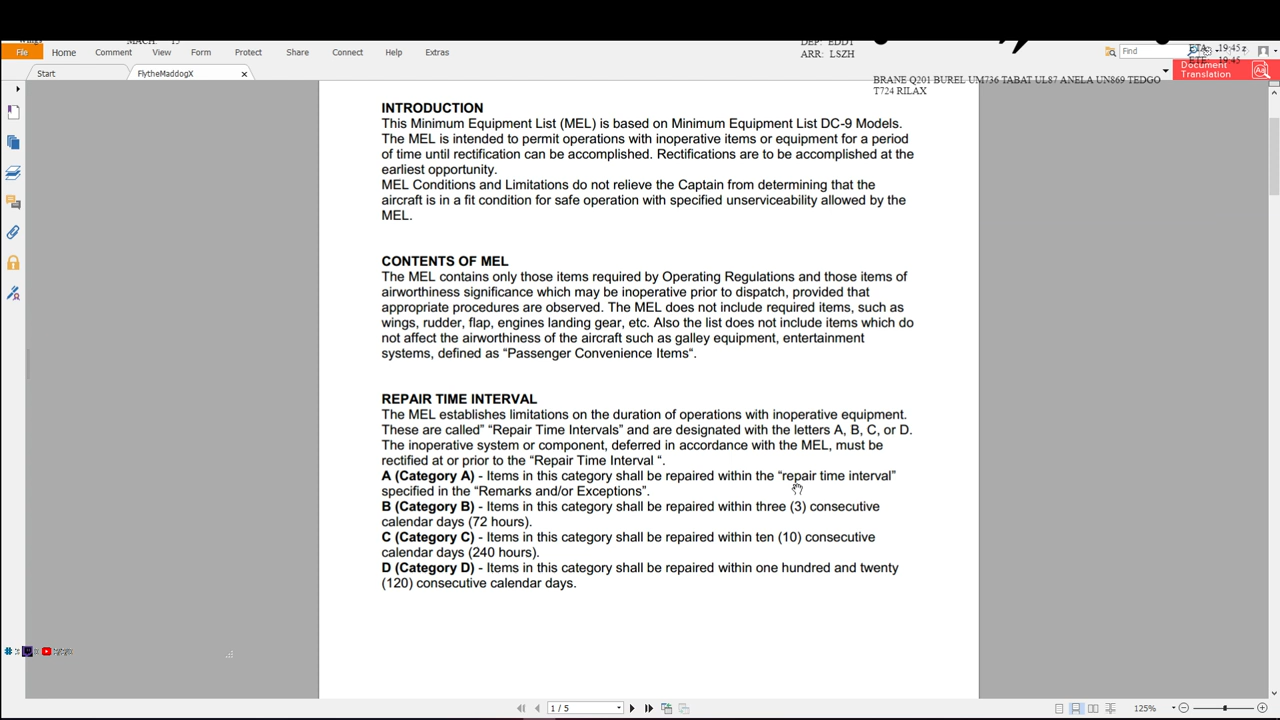 MACH: 15
DEP: EDDT
ARR: LSZH
ETA: 19:45 z
ETE: 19:45
File Home Comment View Form Protect Share Connect Help Extras
Find
Start
FlytheMaddogX
Document
Translation
BRANE Q201 BUREL UM736 TABAT UL87 ANELA UN869 TEDGO
T724 RILAX
INTRODUCTION
This Minimum Equipment List (MEL) is based on Minimum Equipment List DC-9 Models.
The MEL is intended to permit operations with inoperative items or equipment for a period
of time until rectification can be accomplished. Rectifications are to be accomplished at the
earliest opportunity.
MEL Conditions and Limitations do not relieve the Captain from determining that the
aircraft is in a fit condition for safe operation with specified unserviceability allowed by the
MEL.
CONTENTS OF MEL
The MEL contains only those items required by Operating Regulations and those items of
airworthiness significance which may be inoperative prior to dispatch, provided that
appropriate procedures are observed. The MEL does not include required items, such as
wings, rudder, flap, engines landing gear, etc. Also the list does not include items which do
not affect the airworthiness of the aircraft such as galley equipment, entertainment
systems, defined as “Passenger Convenience Items“.
REPAIR TIME INTERVAL
The MEL establishes limitations on the duration of operations with inoperative equipment.
These are called” “Repair Time Intervals” and are designated with the letters A, B, C, or D.
The inoperative system or component, deferred in accordance with the MEL, must be
rectified at or prior to the “Repair Time Interval “.
A (Category A) - Items in this category shall be repaired within the “repair time interval”
specified in the “Remarks and/or Exceptions”.
B (Category B) - Items in this category shall be repaired within three (3) consecutive
calendar days (72 hours).
C (Category C) - Items in this category shall be repaired within ten (10) consecutive
calendar days (240 hours).
D (Category D) - Items in this category shall be repaired within one hundred and twenty
(120) consecutive calendar days.
1 / 5
125%